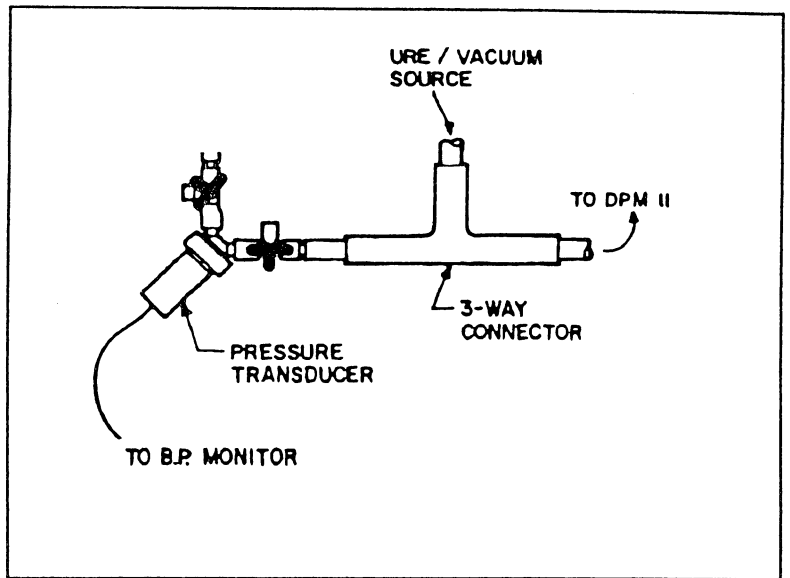 URE / VACUUM
SOURCE
TO DPM II
3-WAY
CONNECTOR
PRESSURE
TRANSDUCER
TO B.P. MONITOR